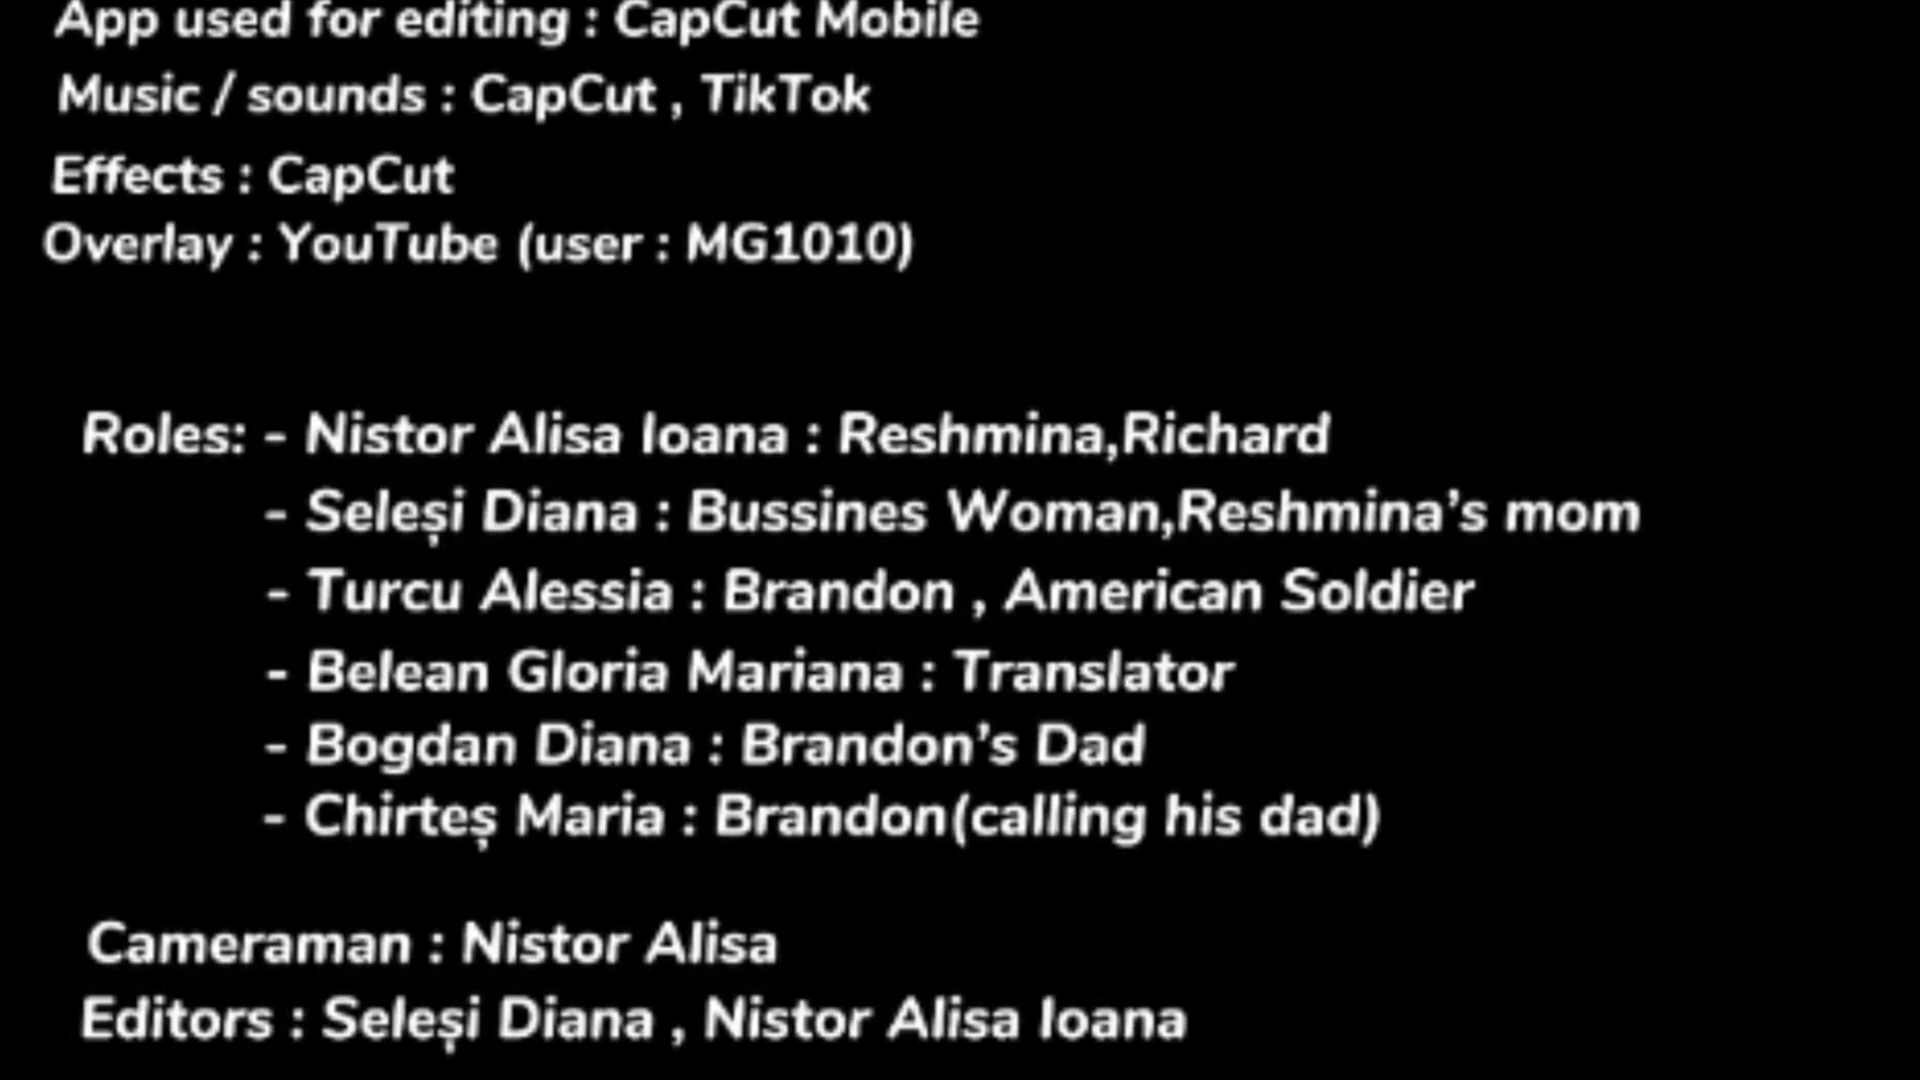 App used for editing : CapCut Mobile
Music / sounds : CapCut , TikTok
Effects : CapCut
Overlay : YouTube (user : MG1010)
Roles: - Nistor Alisa Ioana : Reshmina,Richard
- Seleși Diana : Bussines Woman,Reshmina’s mom
- Turcu Alessia : Brandon , American Soldier
- Belean Gloria Mariana : Translator
- Bogdan Diana : Brandon’s Dad
- Chirteș Maria : Brandon(calling his dad)
Cameraman : Nistor Alisa
Editors : Seleși Diana , Nistor Alisa Ioana